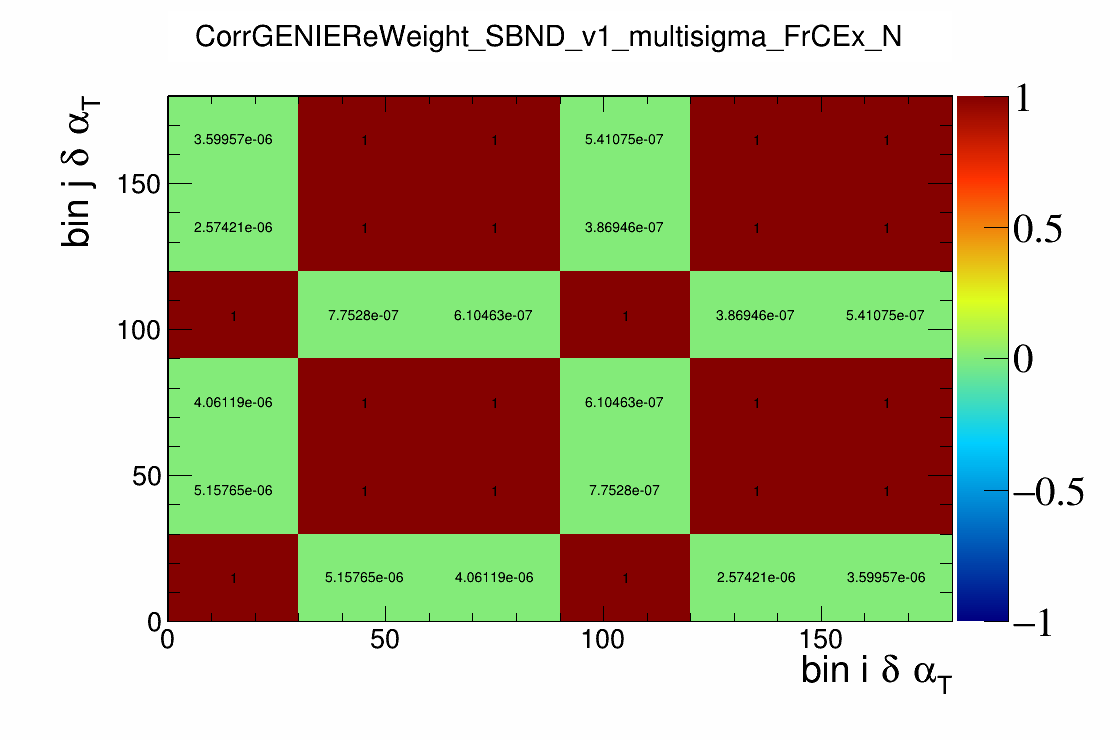 CorrGENIEReWeight_SBND_v1_multisigma_FrCEx_N
bin j δ α_T
150
100
50
0
3.59957e-06 1 1 5.41075e-07 1 1
2.57421e-06 1 1 3.86946e-07 1 1
1 7.7528e-07 6.10463e-07 1 3.86946e-07 5.41075e-07
4.06119e-06 1 1 6.10463e-07 1 1
5.15765e-06 1 1 7.7528e-07 1 1
1 5.15765e-06 4.06119e-06 1 2.57421e-06 3.59957e-06
0 50 100 150
bin i δ α_T
1
0.5
0
−0.5
−1